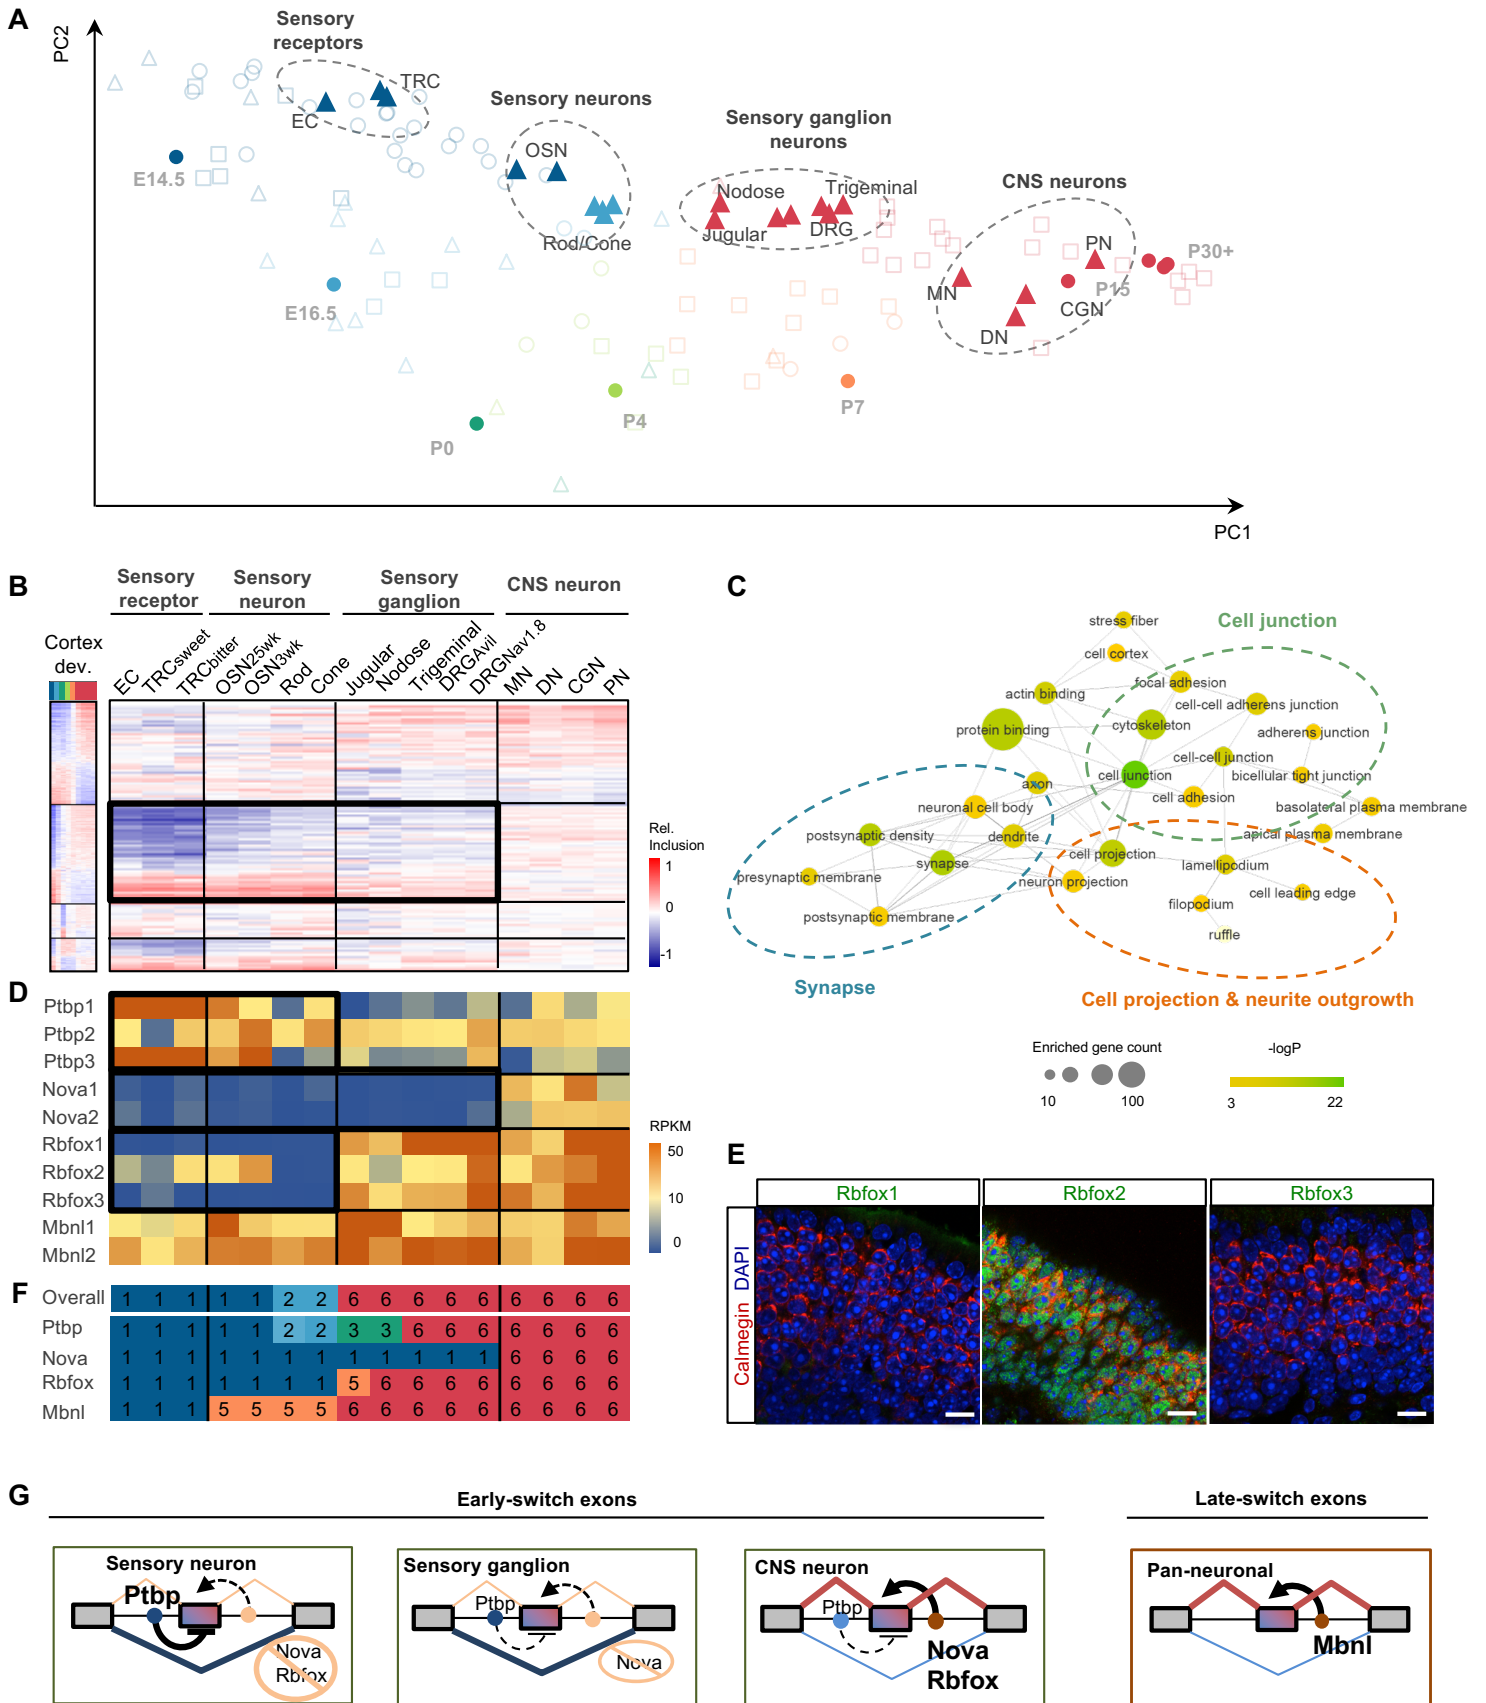 A
PC2
Sensory
receptors
TRC
EC
Sensory neurons
OSN
Rod/Cone
Sensory ganglion
neurons
Nodose
Trigeminal
Jugular
DRG
CNS neurons
PN
MN
CGN
DN
E14.5
E16.5
P0
P4
P7
P15
P30+
PC1
B
Sensory
receptor
Sensory
neuron
Sensory
ganglion
CNS neuron
Cortex
dev.
EC
TRCsweet
TRCbitter
OSN25wk
OSN3wk
Rod
Cone
Jugular
Nodose
Trigeminal
DRGAvil
DRGNav1.8
MN
DN
CGN
PN
Rel.
Inclusion
1
0
-1
C
stress fiber
Cell junction
cell cortex
focal adhesion
actin binding
cell-cell adherens junction
cytoskeleton
protein binding
adherens junction
cell-cell junction
cell junction
bicellular tight junction
axon
cell adhesion
neuronal cell body
basolateral plasma membrane
postsynaptic density
dendrite
apical plasma membrane
cell projection
synapse
lamellipodium
presynaptic membrane
neuron projection
cell leading edge
filopodium
postsynaptic membrane
ruffle
Synapse
Cell projection & neurite outgrowth
Enriched gene count
10
100
-logP
3
22
D
Ptbp1
Ptbp2
Ptbp3
Nova1
Nova2
Rbfox1
Rbfox2
Rbfox3
Mbnl1
Mbnl2
RPKM
50
10
0
E
Rbfox1
Rbfox2
Rbfox3
Calmegin DAPI
F
Overall 1 1 1 1 1 2 2 6 6 6 6 6 6 6 6 6
Ptbp 1 1 1 1 1 2 2 3 3 6 6 6 6 6 6 6
Nova 1 1 1 1 1 1 1 1 1 1 1 1 6 6 6 6
Rbfox 1 1 1 1 1 1 1 5 6 6 6 6 6 6 6 6
Mbnl 1 1 1 5 5 5 5 6 6 6 6 6 6 6 6 6
G
Early-switch exons
Late-switch exons
Sensory neuron
Ptbp
Nova
Rbfox
Sensory ganglion
Ptbp
Nova
CNS neuron
Ptbp
Nova
Rbfox
Pan-neuronal
Mbnl